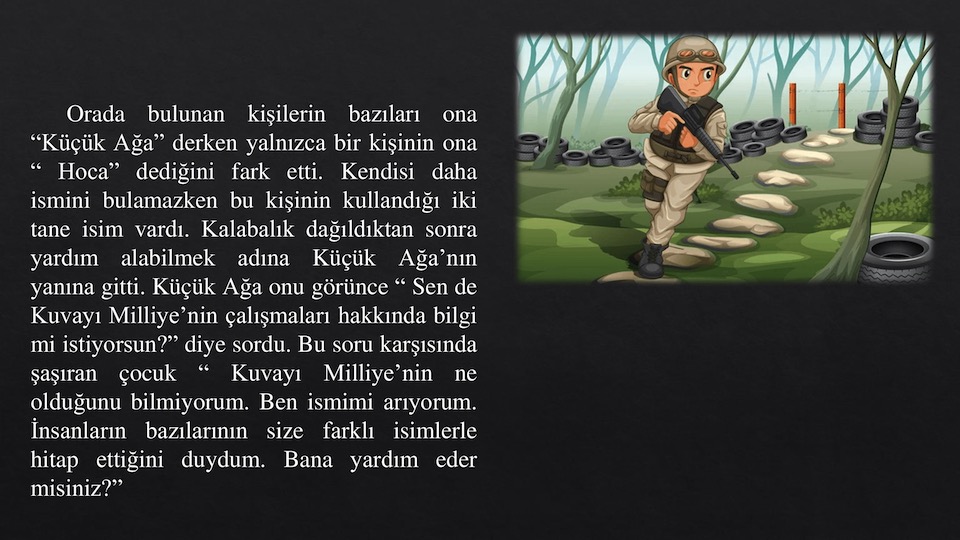 Orada bulunan kişilerin bazıları ona
“Küçük Ağa” derken yalnızca bir kişinin ona
“ Hoca” dediğini fark etti. Kendisi daha
ismini bulamazken bu kişinin kullandığı iki
tane isim vardı. Kalabalık dağıldıktan sonra
yardım alabilmek adına Küçük Ağa’nın
yanına gitti. Küçük Ağa onu görünce “ Sen de
Kuvayı Milliye’nin çalışmaları hakkında bilgi
mi istiyorsun?” diye sordu. Bu soru karşısında
şaşıran çocuk “ Kuvayı Milliye’nin ne
olduğunu bilmiyorum. Ben ismimi arıyorum.
İnsanların bazılarının size farklı isimlerle
hitap ettiğini duydum. Bana yardım eder
misiniz?”